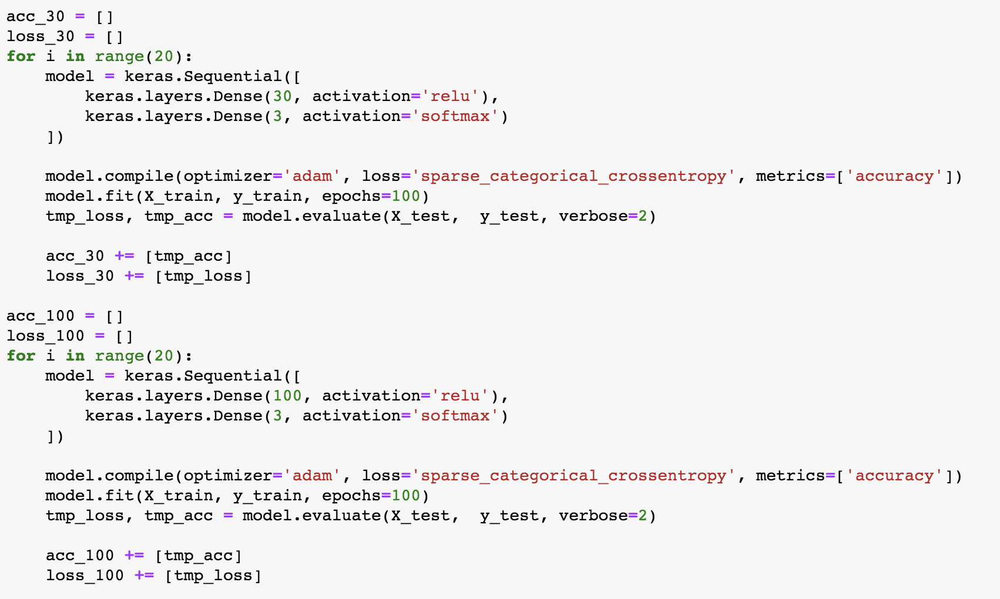 acc_30 = []
loss_30 = []
for i in range(20):
    model = keras.Sequential([
        keras.layers.Dense(30, activation='relu'),
        keras.layers.Dense(3, activation='softmax')
    ])

    model.compile(optimizer='adam', loss='sparse_categorical_crossentropy', metrics=['accuracy'])
    model.fit(X_train, y_train, epochs=100)
    tmp_loss, tmp_acc = model.evaluate(X_test,  y_test, verbose=2)

    acc_30 += [tmp_acc]
    loss_30 += [tmp_loss]

acc_100 = []
loss_100 = []
for i in range(20):
    model = keras.Sequential([
        keras.layers.Dense(100, activation='relu'),
        keras.layers.Dense(3, activation='softmax')
    ])

    model.compile(optimizer='adam', loss='sparse_categorical_crossentropy', metrics=['accuracy'])
    model.fit(X_train, y_train, epochs=100)
    tmp_loss, tmp_acc = model.evaluate(X_test,  y_test, verbose=2)

    acc_100 += [tmp_acc]
    loss_100 += [tmp_loss]